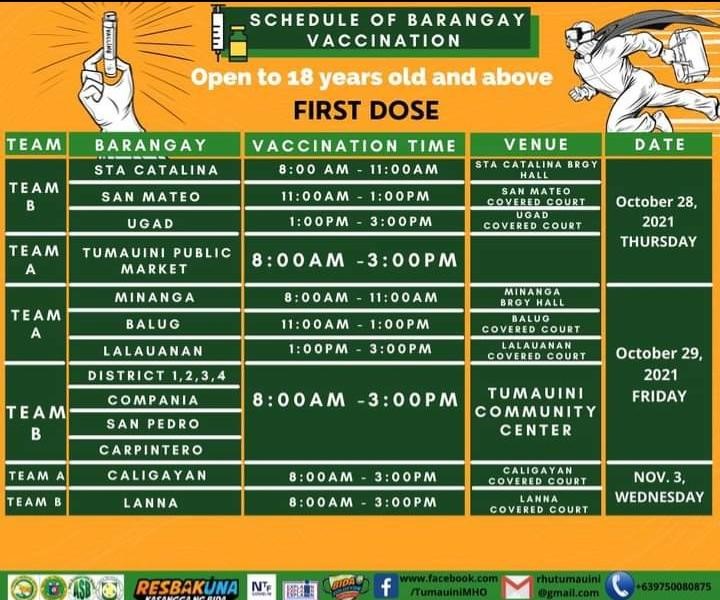 SCHEDULE OF BARANGAY
VACCINATION
Open to 18 years old and above
FIRST DOSE
TEAM BARANGAY VACCINATION TIME VENUE DATE
TEAM B
STA CATALINA 8:00 AM - 11:00AM STA CATALINA BRGY HALL
SAN MATEO 11:00AM - 1:00PM SAN MATEO COVERED COURT
UGAD 1:00PM - 3:00PM UGAD COVERED COURT
October 28, 2021 THURSDAY
TEAM A
TUMAUINI PUBLIC MARKET 8:00AM -3:00PM
TEAM A
MINANGA 8:00AM - 11:00AM MINANGA BRGY HALL
BALUG 11:00AM - 1:00PM BALUG COVERED COURT
LALAUANAN 1:00PM - 3:00PM LALAUANAN COVERED COURT
October 29, 2021 FRIDAY
TEAM B
DISTRICT 1,2,3,4
COMPANIA
SAN PEDRO
CARPINTERO
8:00AM -3:00PM
TUMAUINI COMMUNITY CENTER
TEAM A CALIGAYAN 8:00AM - 3:00PM CALIGAYAN COVERED COURT
TEAM B LANNA 8:00AM - 3:00PM LANNA COVERED COURT
NOV. 3, WEDNESDAY
RESBAKUNA
KASANGGA NG BIDA
BIDA
www.facebook.com
/TumauiniMHO
rhutumauini
@gmail.com
+639750080875